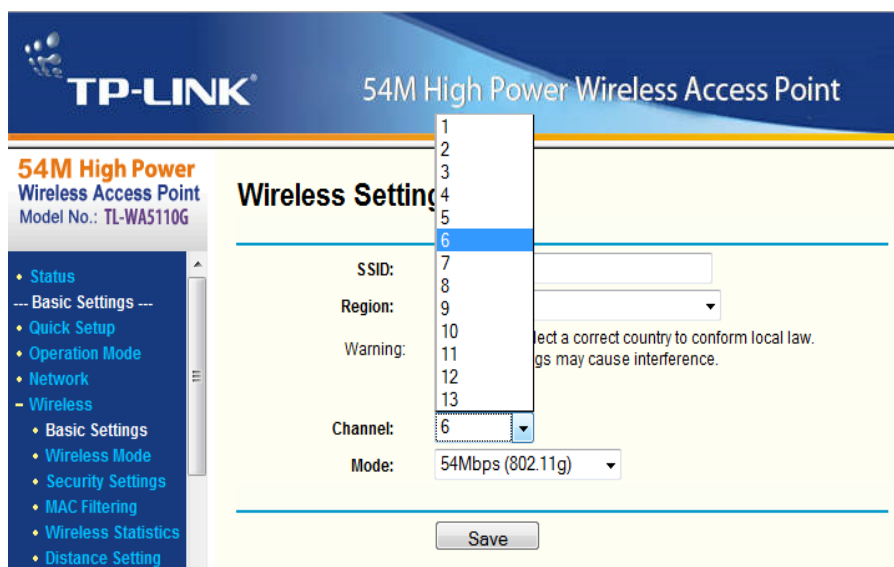 TP-LINK®
54M High Power Wireless Access Point
54M High Power
Wireless Access Point
Model No.: TL-WA5110G
Status
--- Basic Settings ---
Quick Setup
Operation Mode
Network
Wireless
Basic Settings
Wireless Mode
Security Settings
MAC Filtering
Wireless Statistics
Distance Setting
Wireless Setting
SSID:
Region:
Warning:
lect a correct country to conform local law.
gs may cause interference.
1
2
3
4
5
6
7
8
9
10
11
12
13
Channel: 6
Mode: 54Mbps (802.11g)
Save